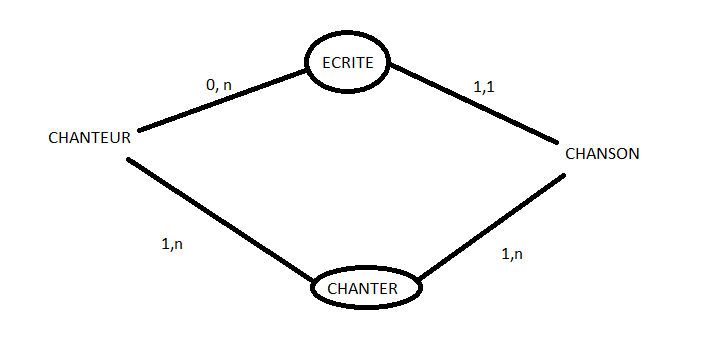 ECRITE
0, n
1,1
CHANTEUR
CHANSON
1,n
1,n
CHANTER